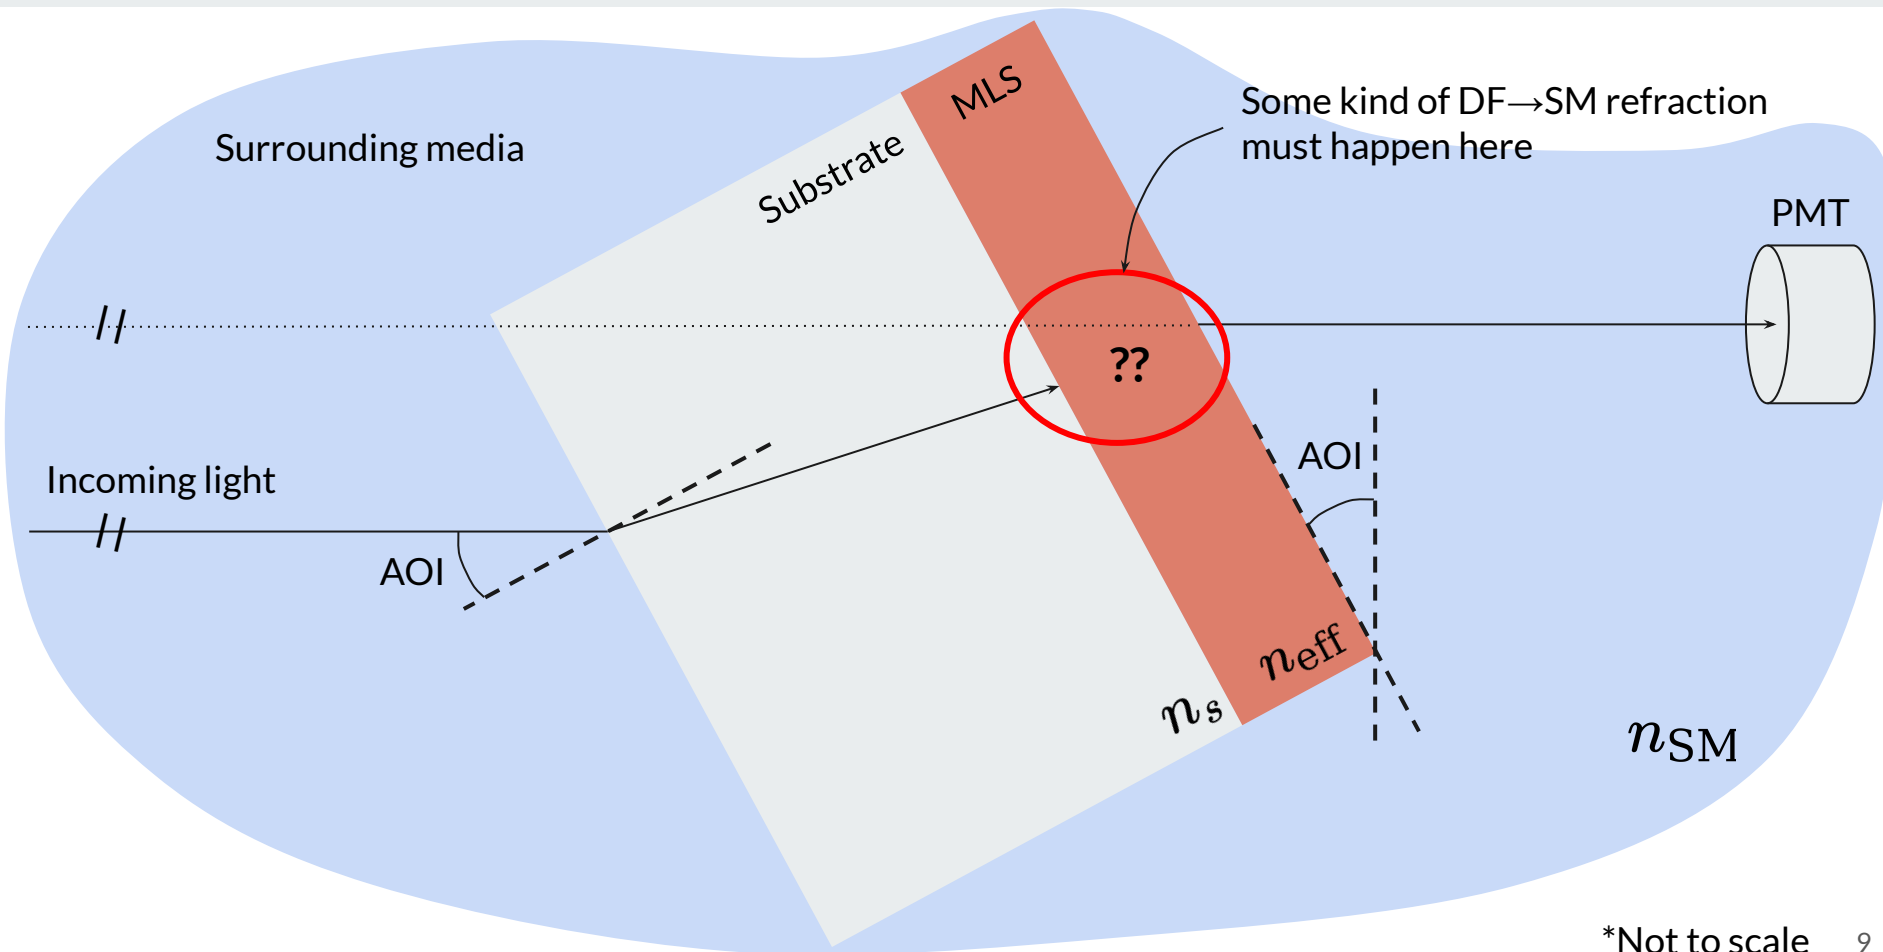 MLS
Some kind of DF→SM refraction
must happen here
Surrounding media
Substrate
PMT
??
AOI
Incoming light
AOI
n_eff
n_s
n_SM
*Not to scale
9